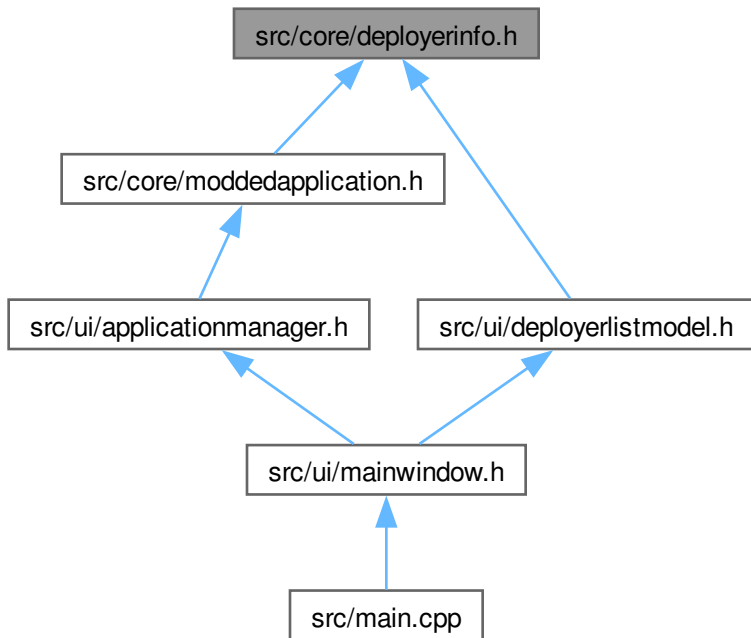 src/core/deployerinfo.h
src/core/moddedapplication.h
src/ui/applicationmanager.h
src/ui/deployerlistmodel.h
src/ui/mainwindow.h
src/main.cpp